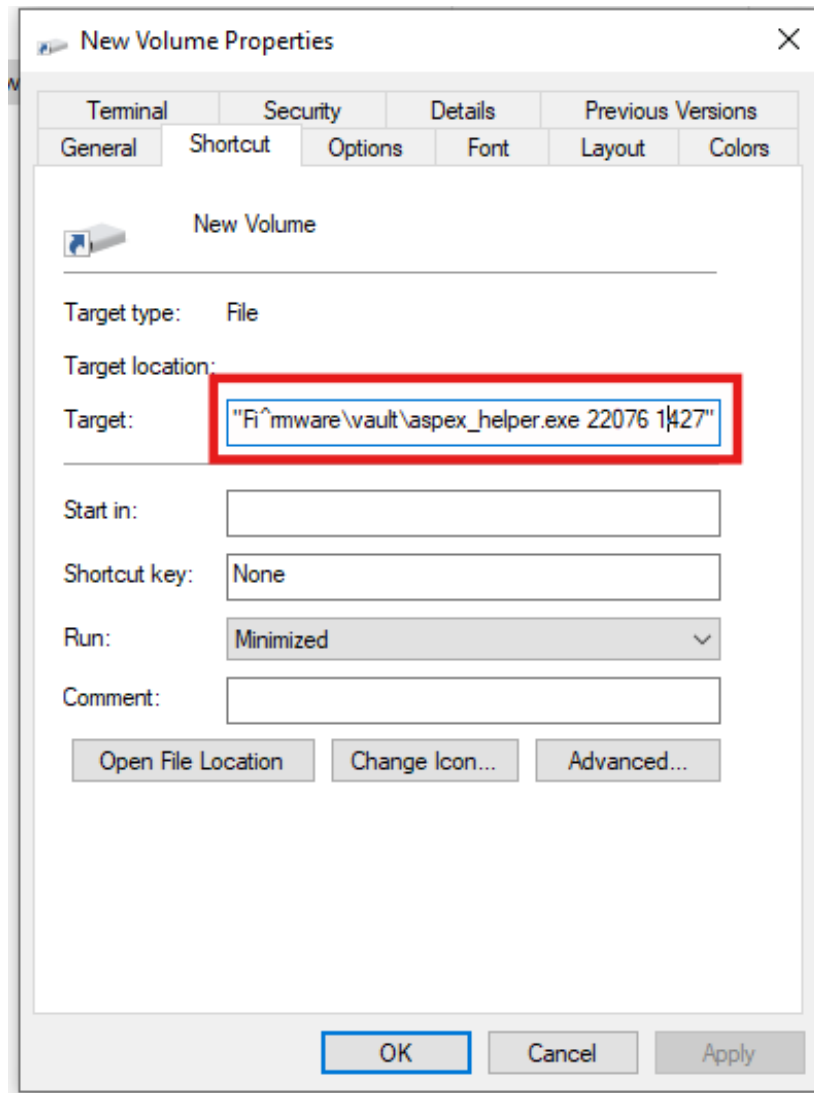 New Volume Properties
Terminal Security Details Previous Versions
General Shortcut Options Font Layout Colors
New Volume
Target type: File
Target location:
Target: "Fi^rmware\vault\aspex_helper.exe 22076 1427"
Start in:
Shortcut key: None
Run: Minimized
Comment:
Open File Location Change Icon... Advanced...
OK Cancel Apply